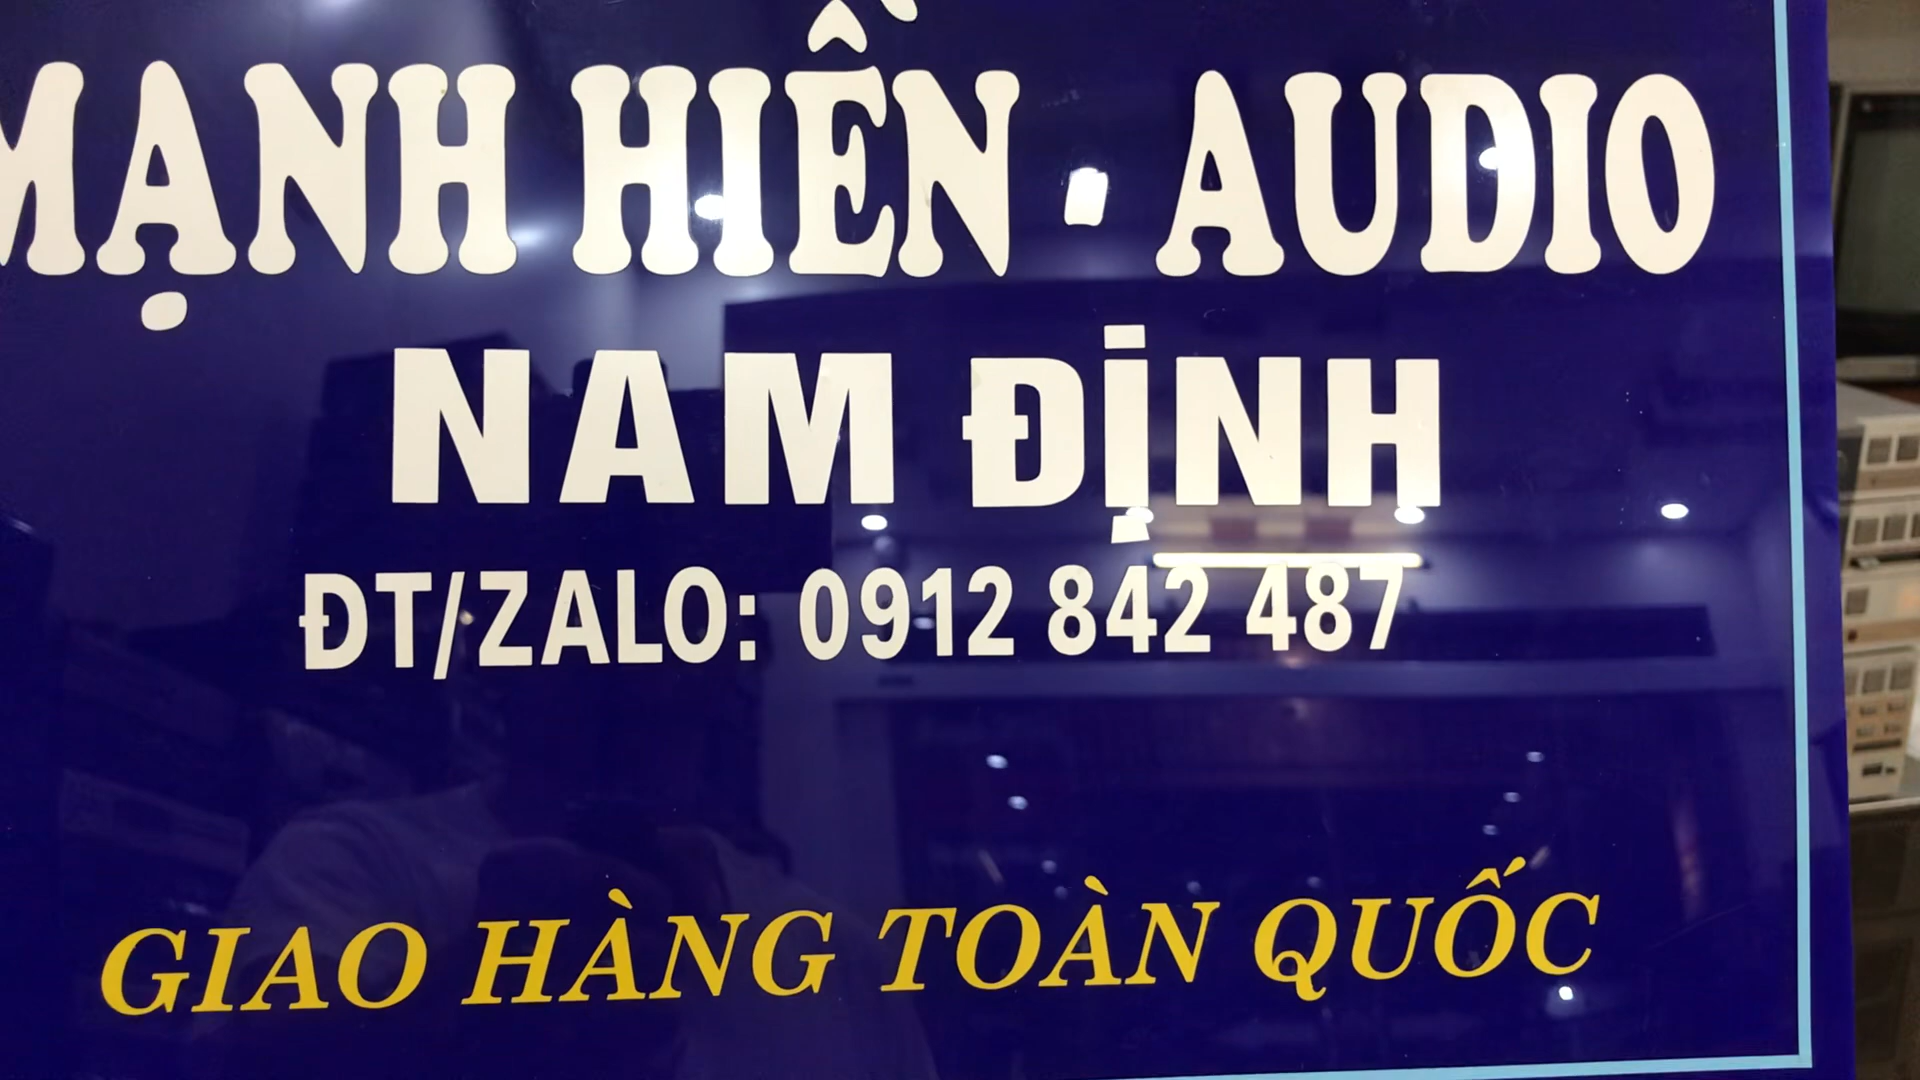 MẠNH HIỀN - AUDIO
NAM ĐỊNH
ĐT/ZALO: 0912 842 487
GIAO HÀNG TOÀN QUỐC